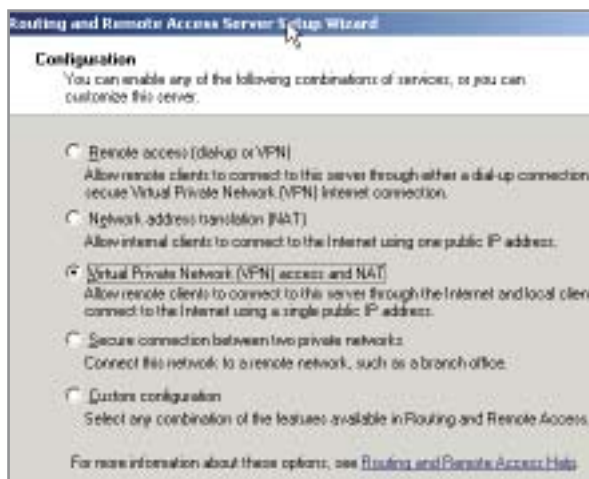 Routing and Remote Access Server Setup Wizard
Configuration
You can enable any of the following combinations of services, or you can
customize this server.
Remote access (dial-up or VPN)
Allow remote clients to connect to this server through either a dial-up connection
secure Virtual Private Network (VPN) Internet connection.
Network address translation (NAT)
Allow internal clients to connect to the Internet using one public IP address.
Virtual Private Network (VPN) access and NAT
Allow remote clients to connect to this server through the Internet and local clien
connect to the Internet using a single public IP address.
Secure connection between two private networks
Connect this network to a remote network, such as a branch office.
Custom configuration
Select any combination of the features available in Routing and Remote Access.
For more information about these options, see Routing and Remote Access Help.